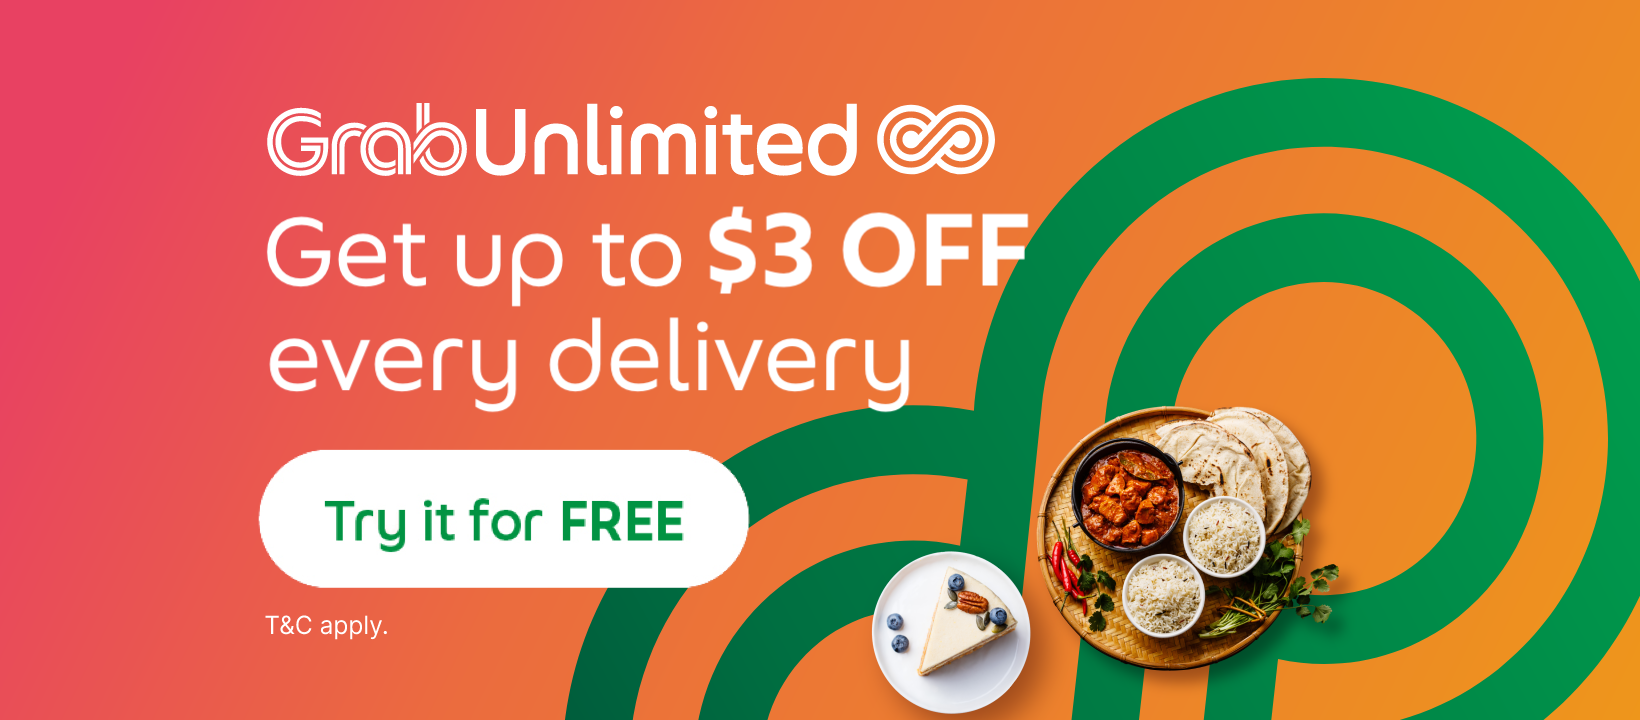 GrabUnlimited
Get up to $3 OFF
every delivery
Try it for FREE
T&C apply.